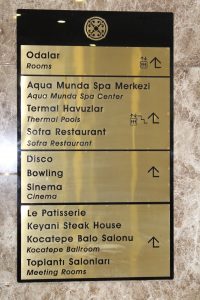 Odalar
Rooms
Aqua Munda Spa Merkezi
Aqua Munda Spa Center
Termal Havuzlar
Thermal Pools
Sofra Restaurant
Sofra Restaurant
Disco
Bowling
Sinema
Cinema
Le Patisserie
Keyani Steak House
Kocatepe Balo Salonu
Kocatepe Ballroom
Toplantı Salonları
Meeting Rooms